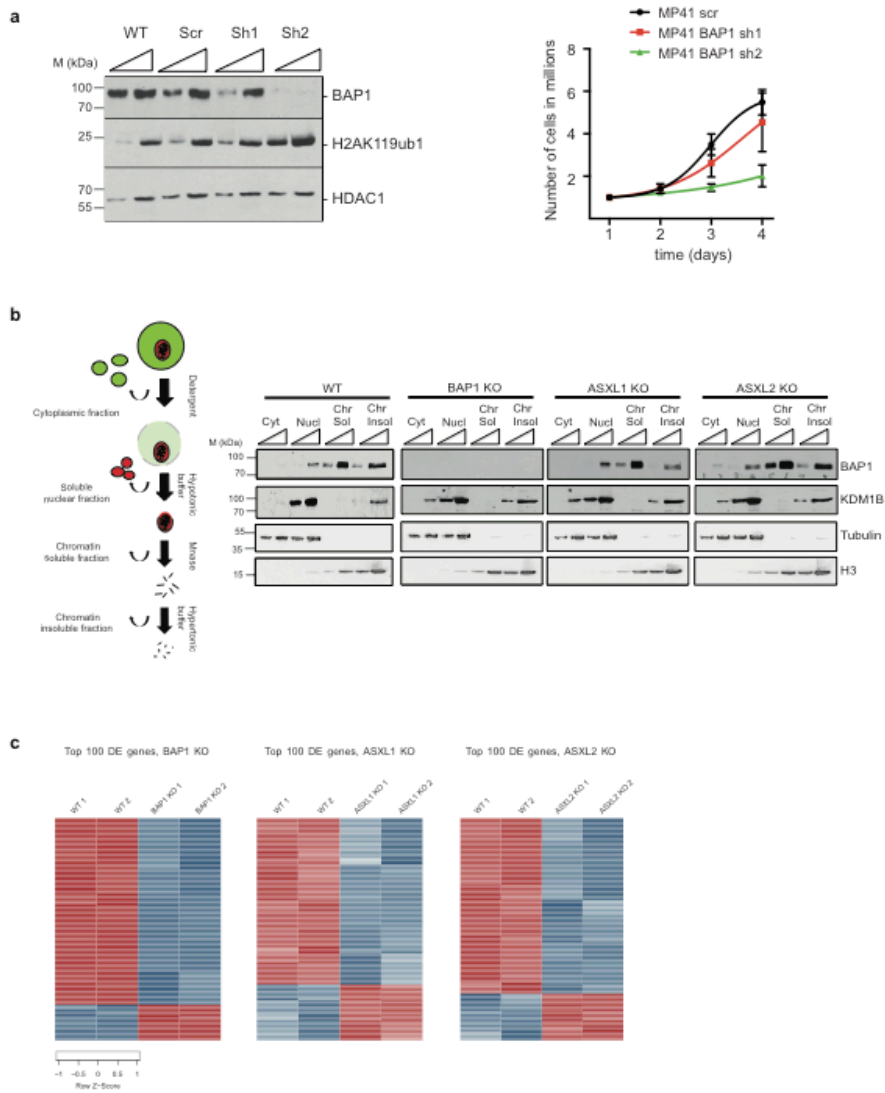 a
WT Scr Sh1 Sh2
M (kDa)
100
70
BAP1
25
H2AK119ub1
70
55
HDAC1
MP41 scr
MP41 BAP1 sh1
MP41 BAP1 sh2
Number of cells in millions
8
6
4
2
1 2 3 4
time (days)
b
Detergent
Cytoplasmic fraction
Hypotonic
buffer
Soluble
nuclear fraction
Mnase
Chromatin
Soluble fraction
Hypertonic
buffer
Chromatin
insoluble fraction
WT BAP1 KO ASXL1 KO ASXL2 KO
Cyt Nucl Chr Sol Chr Insol Cyt Nucl Chr Sol Chr Insol Cyt Nucl Chr Sol Chr Insol Cyt Nucl Chr Sol Chr Insol
M (kDa)
100
70
BAP1
100
70
KDM1B
55
35
Tubulin
15
H3
c
Top 100 DE genes, BAP1 KO
WT 1 WT 2 BAP1 KO 1 BAP1 KO 2
Top 100 DE genes, ASXL1 KO
WT 1 WT 2 ASXL1 KO 1 ASXL1 KO 2
Top 100 DE genes, ASXL2 KO
WT 1 WT 2 ASXL2 KO 1 ASXL2 KO 2
−1 −0.5 0 0.5 1
Row Z−Score